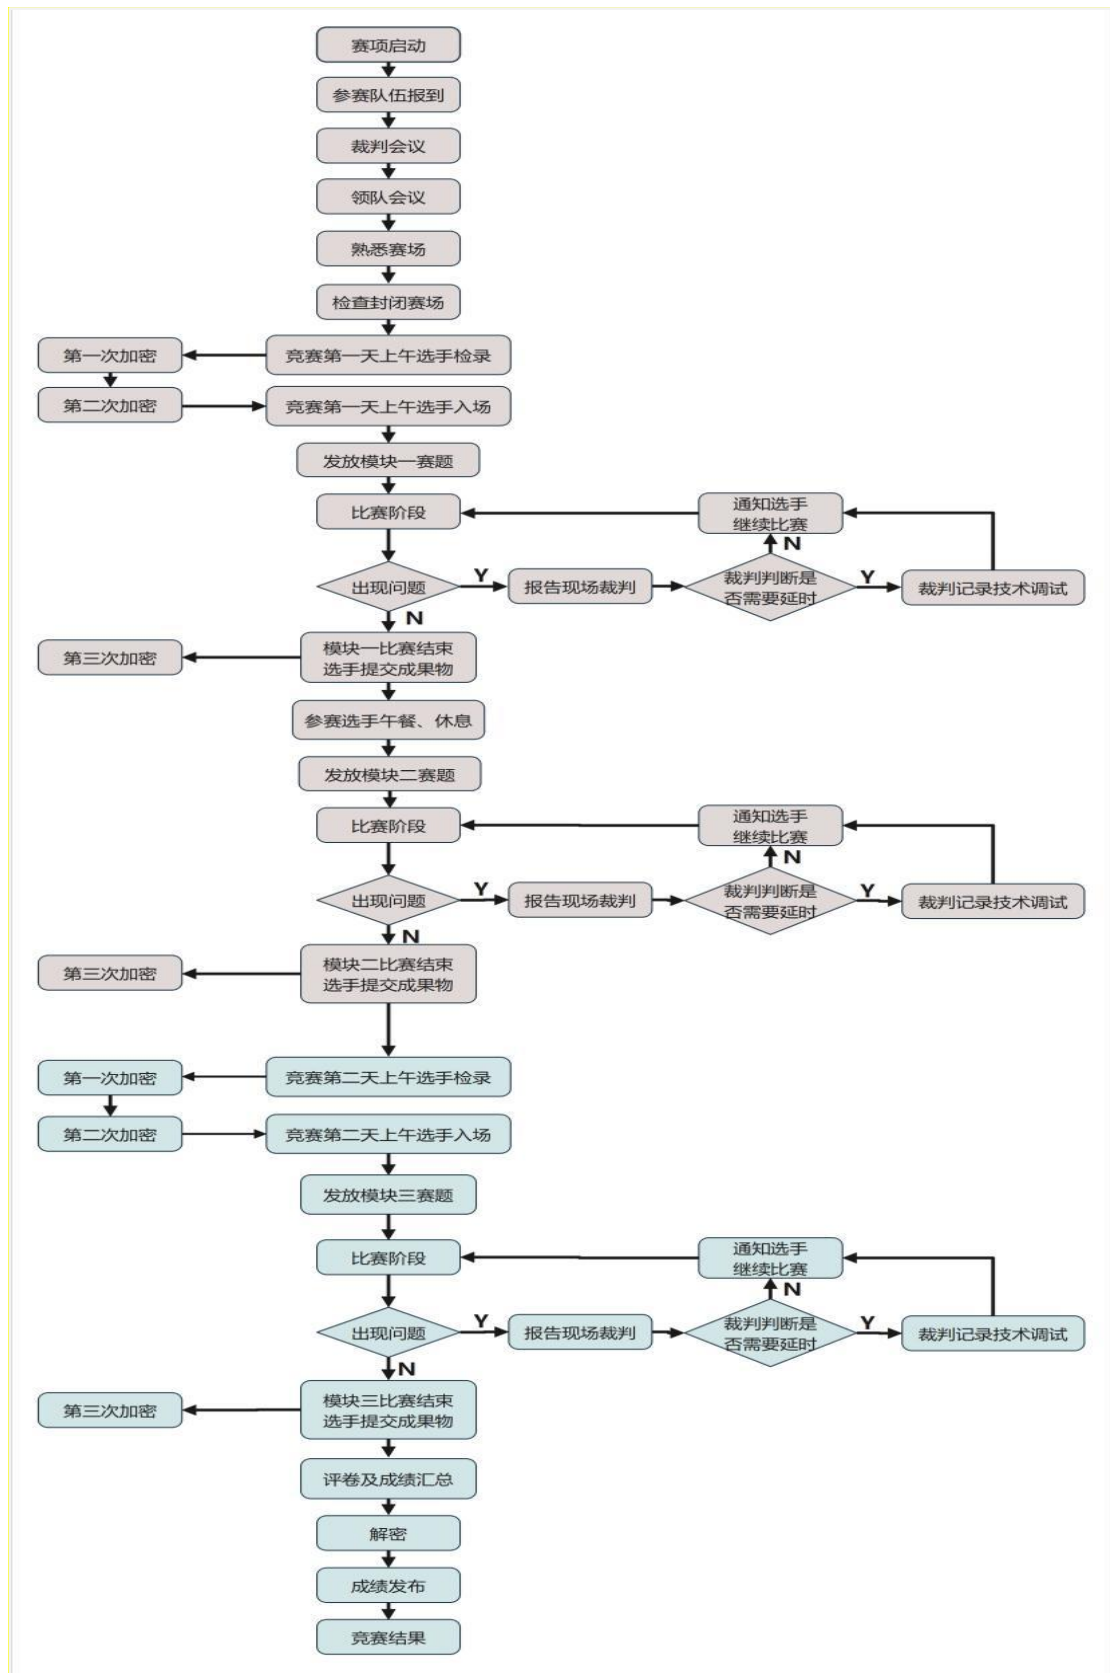 赛项启动
参赛队伍报到
裁判会议
领队会议
熟悉赛场
检查封闭赛场
第一次加密
竞赛第一天上午选手检录
第二次加密
竞赛第一天上午选手入场
发放模块一赛题
比赛阶段
通知选手
继续比赛
N
出现问题
Y
报告现场裁判
裁判判断是
否需要延时
Y
裁判记录技术调试
N
第三次加密
模块一比赛结束
选手提交成果物
参赛选手午餐、休息
发放模块二赛题
比赛阶段
通知选手
继续比赛
N
出现问题
Y
报告现场裁判
裁判判断是
否需要延时
Y
裁判记录技术调试
N
第三次加密
模块二比赛结束
选手提交成果物
第一次加密
竞赛第二天上午选手检录
第二次加密
竞赛第二天上午选手入场
发放模块三赛题
比赛阶段
通知选手
继续比赛
N
出现问题
Y
报告现场裁判
裁判判断是
否需要延时
Y
裁判记录技术调试
N
第三次加密
模块三比赛结束
选手提交成果物
评卷及成绩汇总
解密
成绩发布
竞赛结果